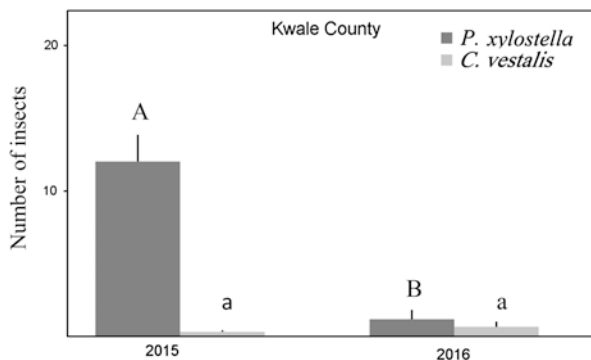 Kwale County
20
P. xylostella
C. vestalis
Number of insects
A
10
a
B
a
2015
2016